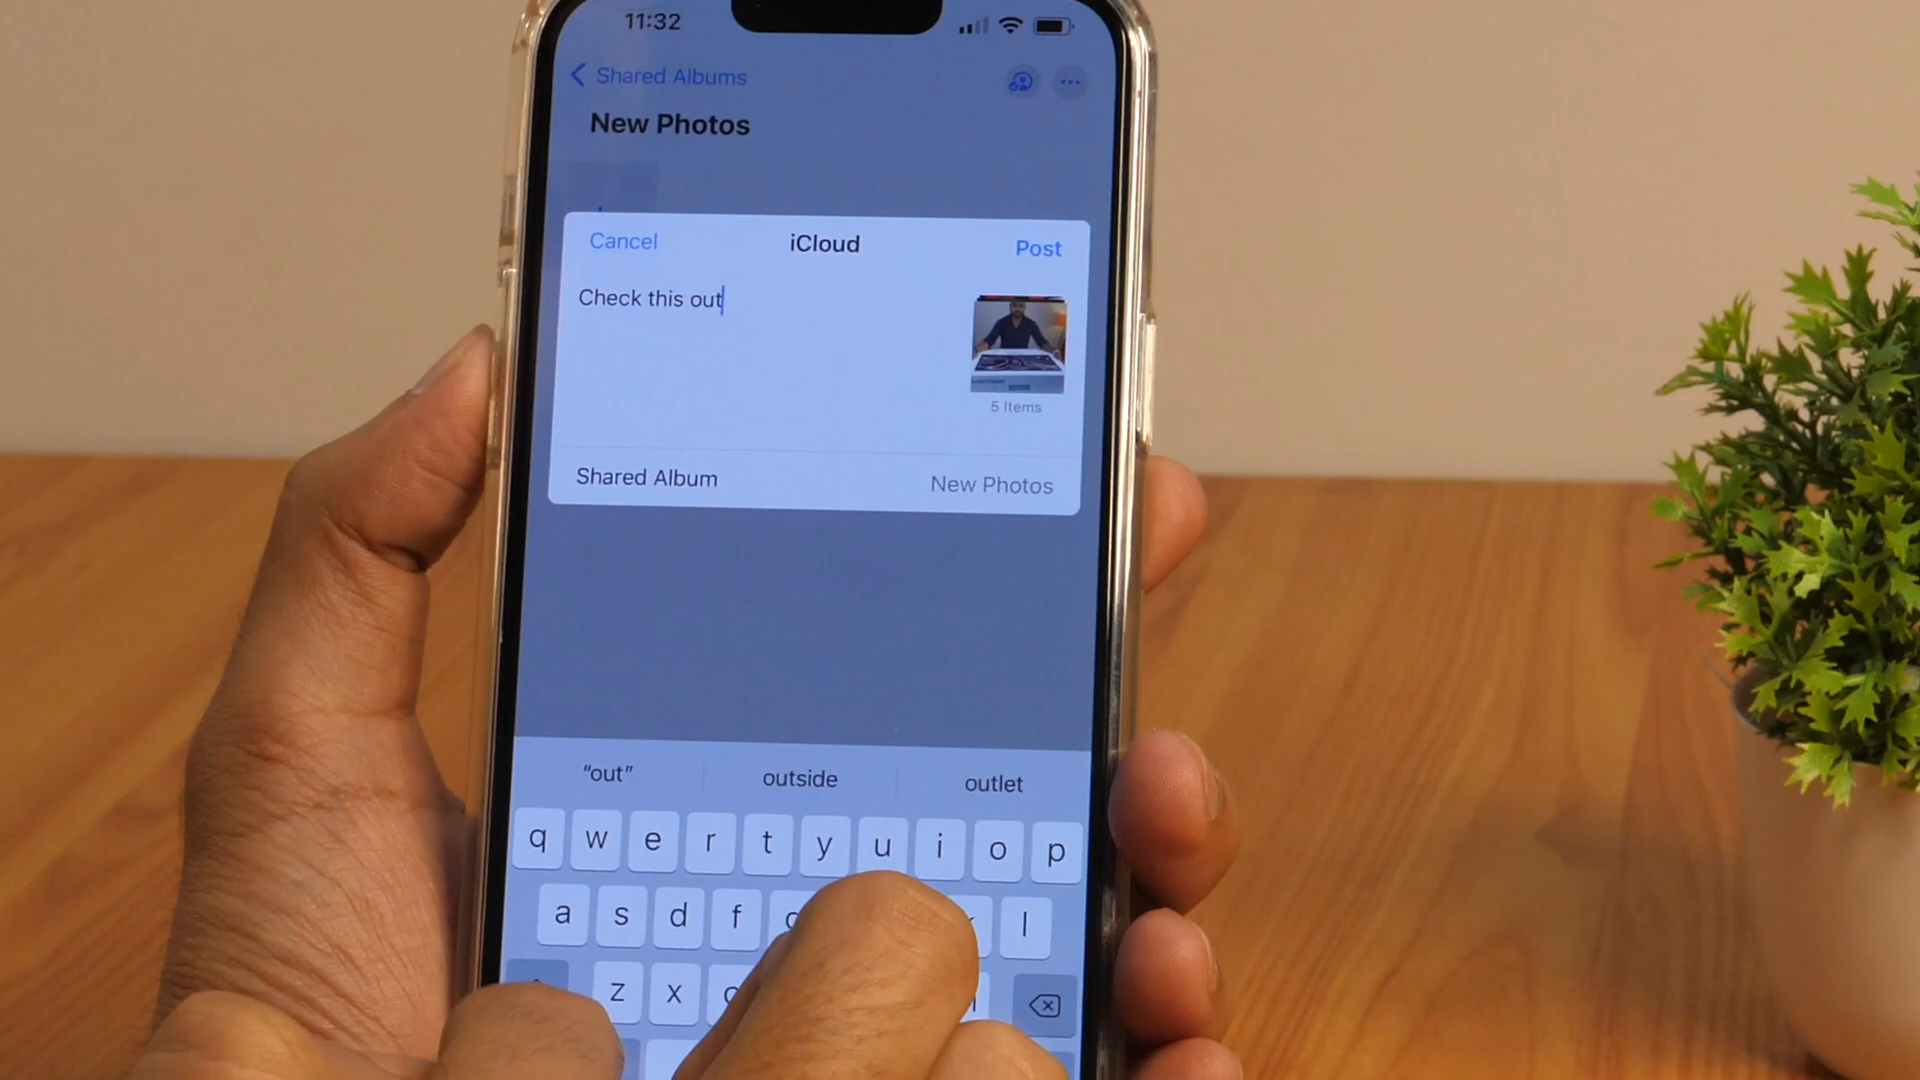 11:32
Shared Albums
New Photos
Cancel
iCloud
Post
Check this out
5 Items
Shared Album
New Photos
“out”
outside
outlet
q w e r t y u i o p
a s d f l
z x